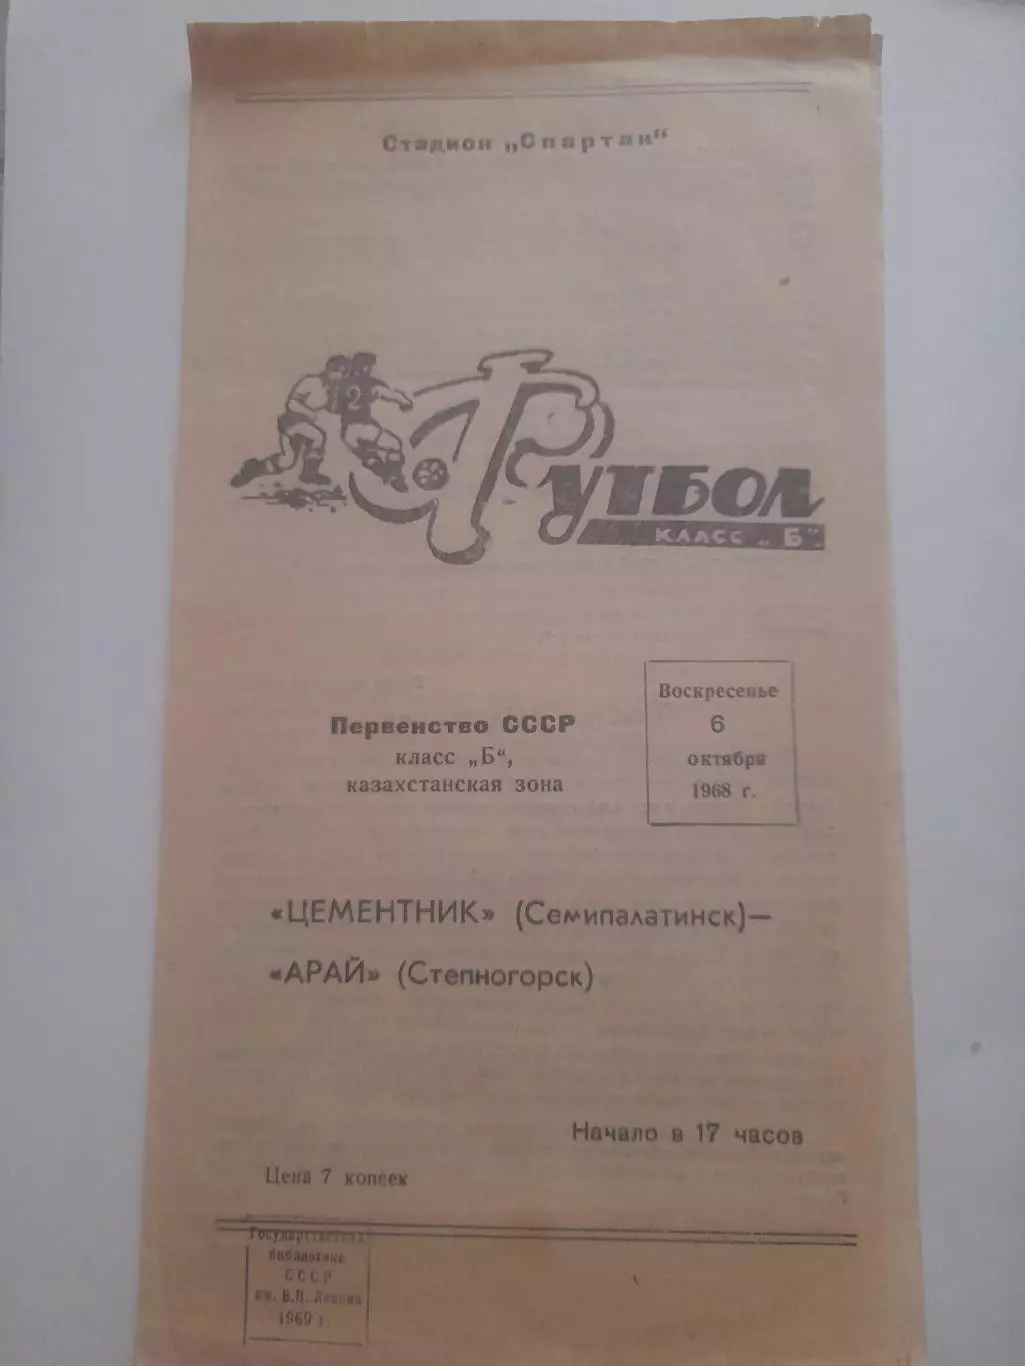 Стадион „Спартак“
2
Футбол
класс „Б“
Первенство СССР
класс „Б“,
казахстанская зона
Воскресенье
6
октября
1968 г.
«ЦЕМЕНТНИК» (Семипалатинск)—
«АРАЙ» (Степногорск)
Начало в 17 часов
Цена 7 копеек
Государственная
библиотека
СССР
им. В.И. Ленина
1969 г